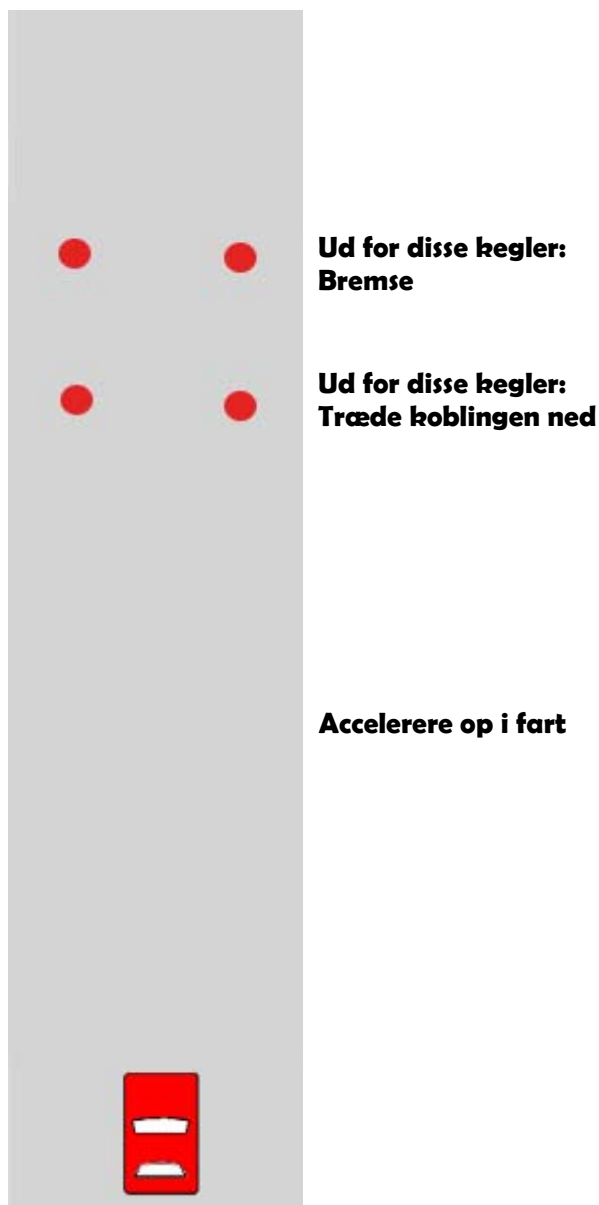 Ud for disse kegler:
Bremse
Ud for disse kegler:
Træde koblingen ned
Accelerere op i fart